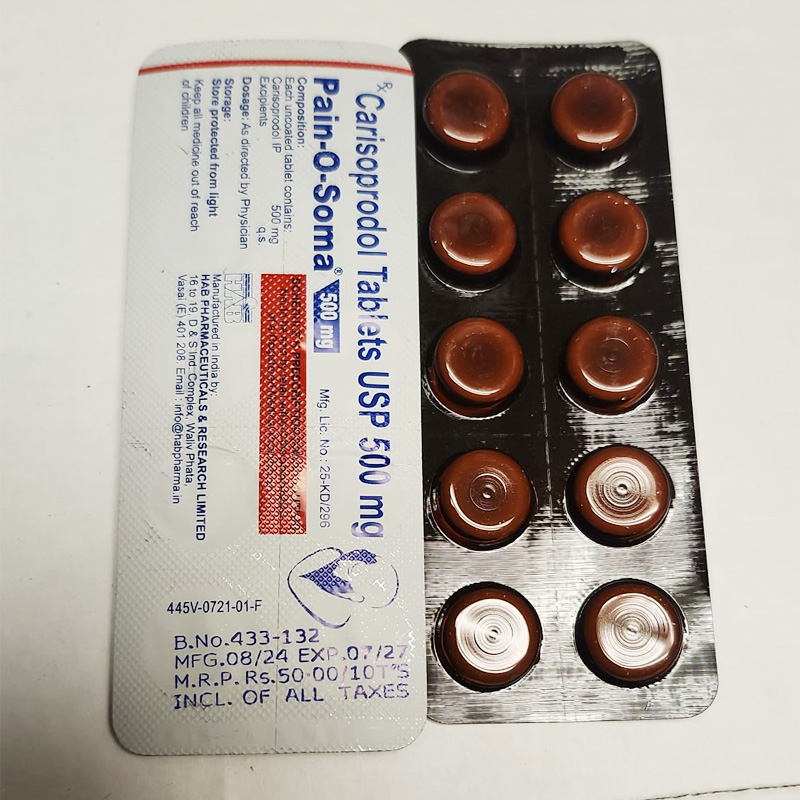 ℞ Carisoprodol Tablets USP 500 mg
Pain-O-Soma® 500 mg
Mfg. Lic. No.: 25-KD/296
Composition:
Each uncoated tablet contains:
Carisoprodol IP 500 mg
Excipients q.s.
Dosage: As directed by Physician
Storage:
Store protected from light
Keep all medicine out of reach
of children
HAB
Manufactured in India by:
HAB PHARMACEUTICALS & RESEARCH LIMITED
16 to 19, D & S Ind. Complex, Waliv Phata,
Vasai (E) 401 208 Email : info@habpharma.in
445V-0721-01-F
B.No.433-132
MFG.08/24 EXP.07/27
M.R.P. Rs.50.00/10T"S
INCL. OF ALL TAXES